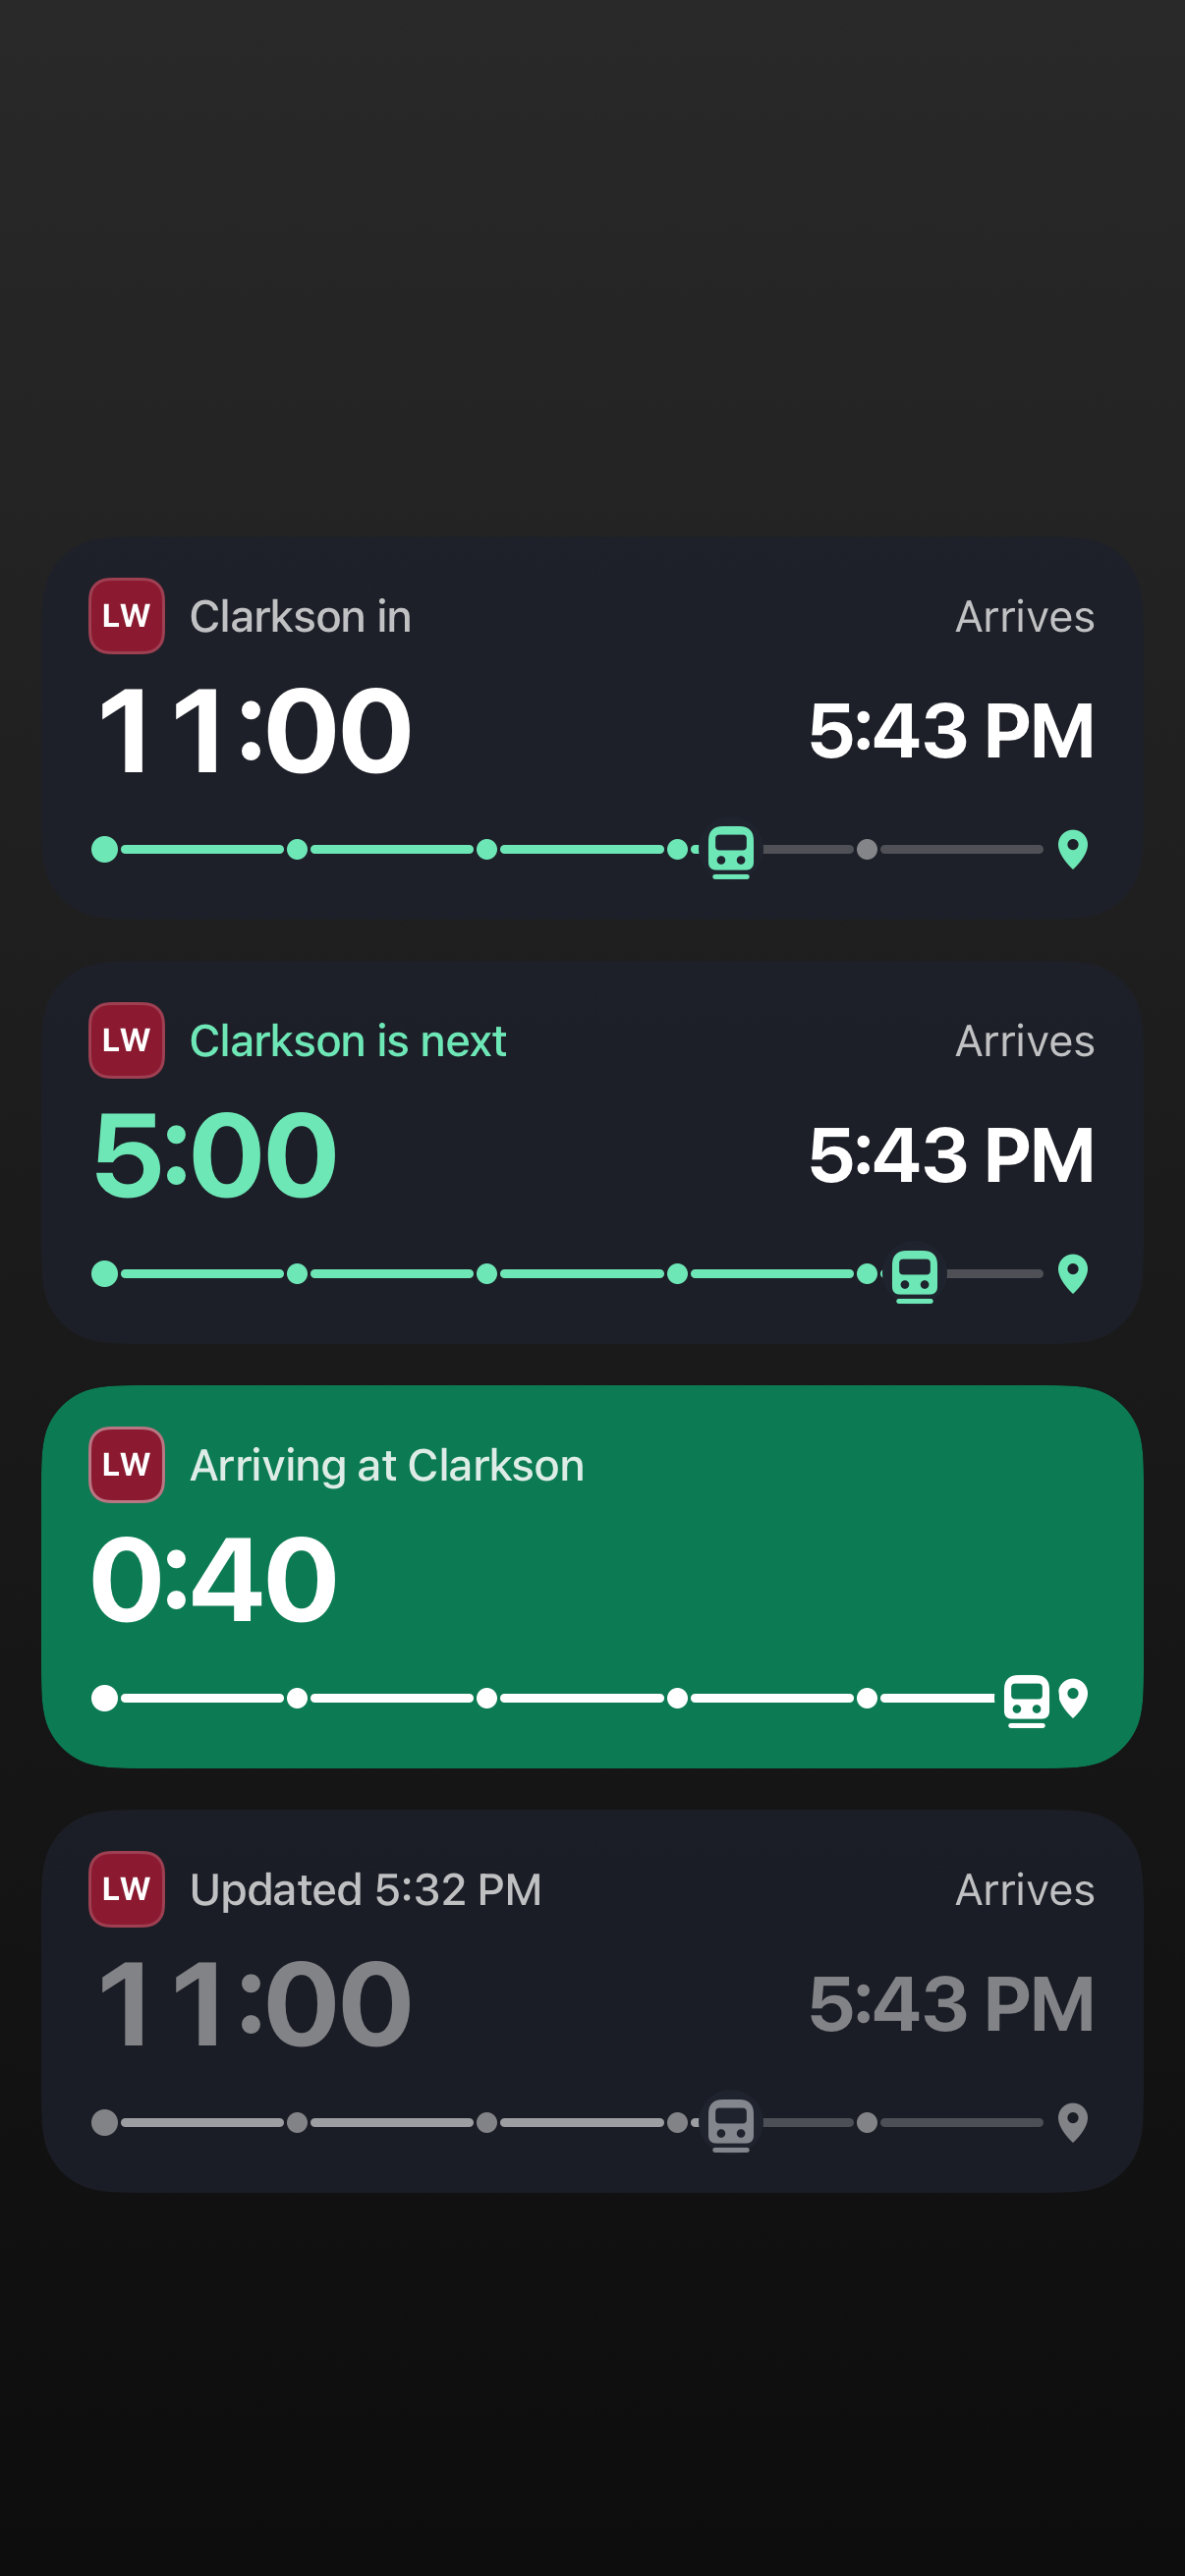 LW Clarkson in Arrives
11:00 5:43 PM
LW Clarkson is next Arrives
5:00 5:43 PM
LW Arriving at Clarkson
0:40
LW Updated 5:32 PM Arrives
11:00 5:43 PM